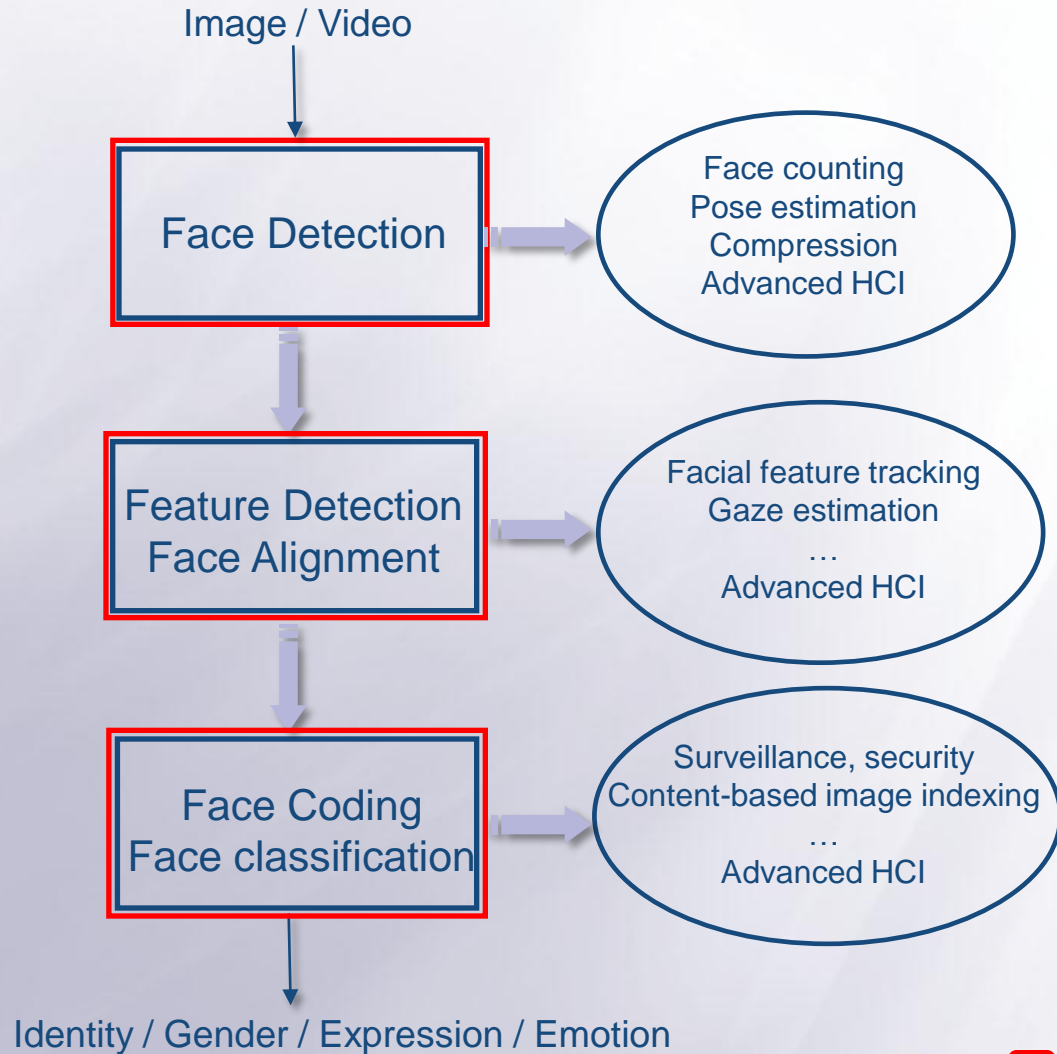 Image / Video
Face Detection
Face counting
Pose estimation
Compression
Advanced HCI
Feature Detection
Face Alignment
Facial feature tracking
Gaze estimation
…
Advanced HCI
Face Coding
Face classification
Surveillance, security
Content-based image indexing
…
Advanced HCI
Identity / Gender / Expression / Emotion